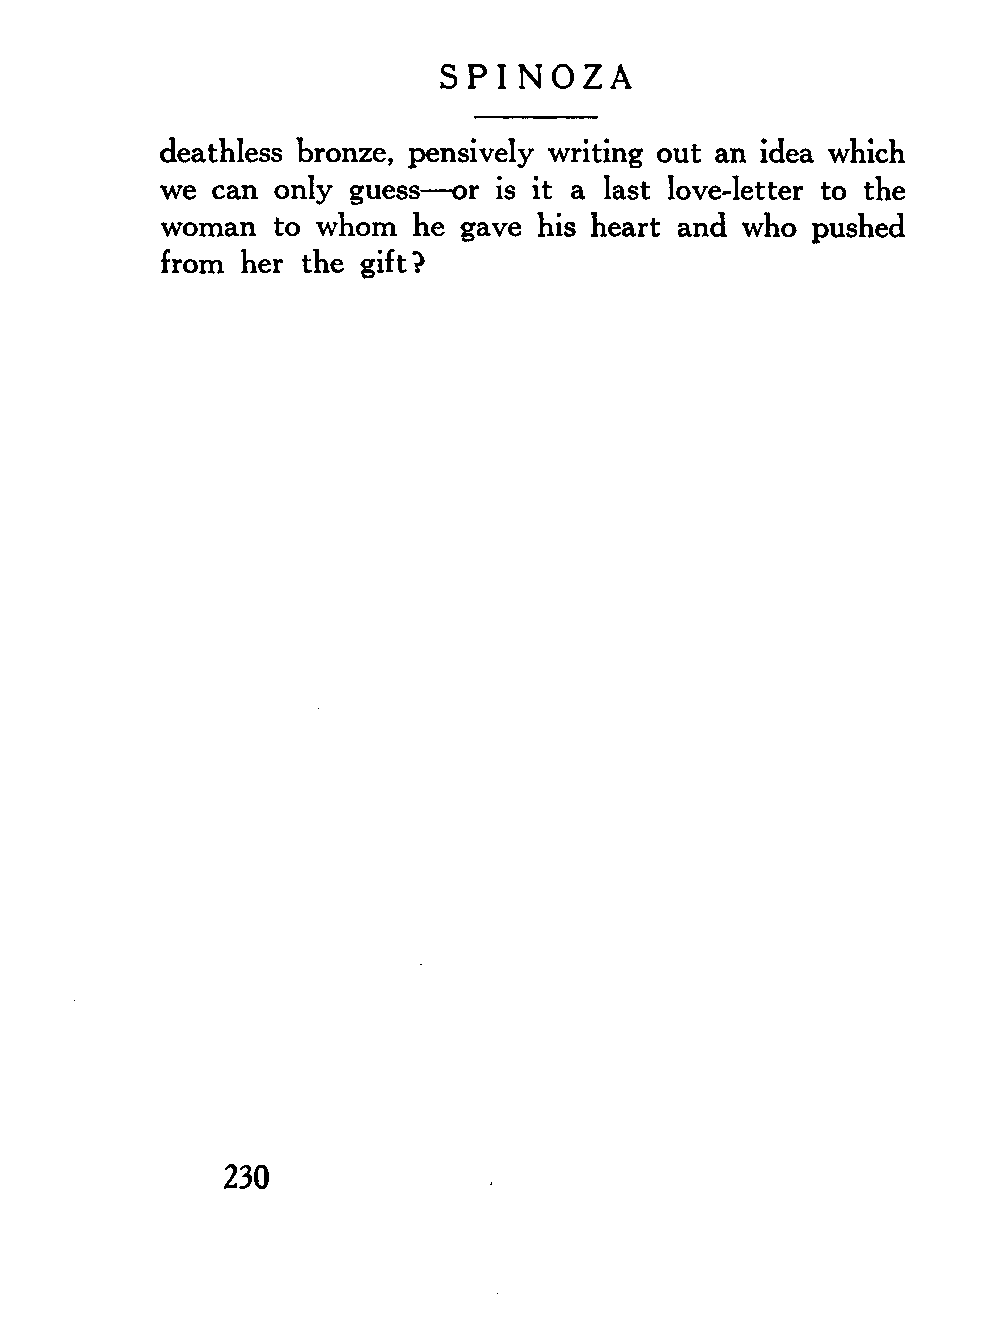 SPINOZA
deathless bronze, pensively writing out an idea which
we can only guess—or is it a last love-letter to the
woman to whom he gave his heart and who pushed
from her the gift?
230